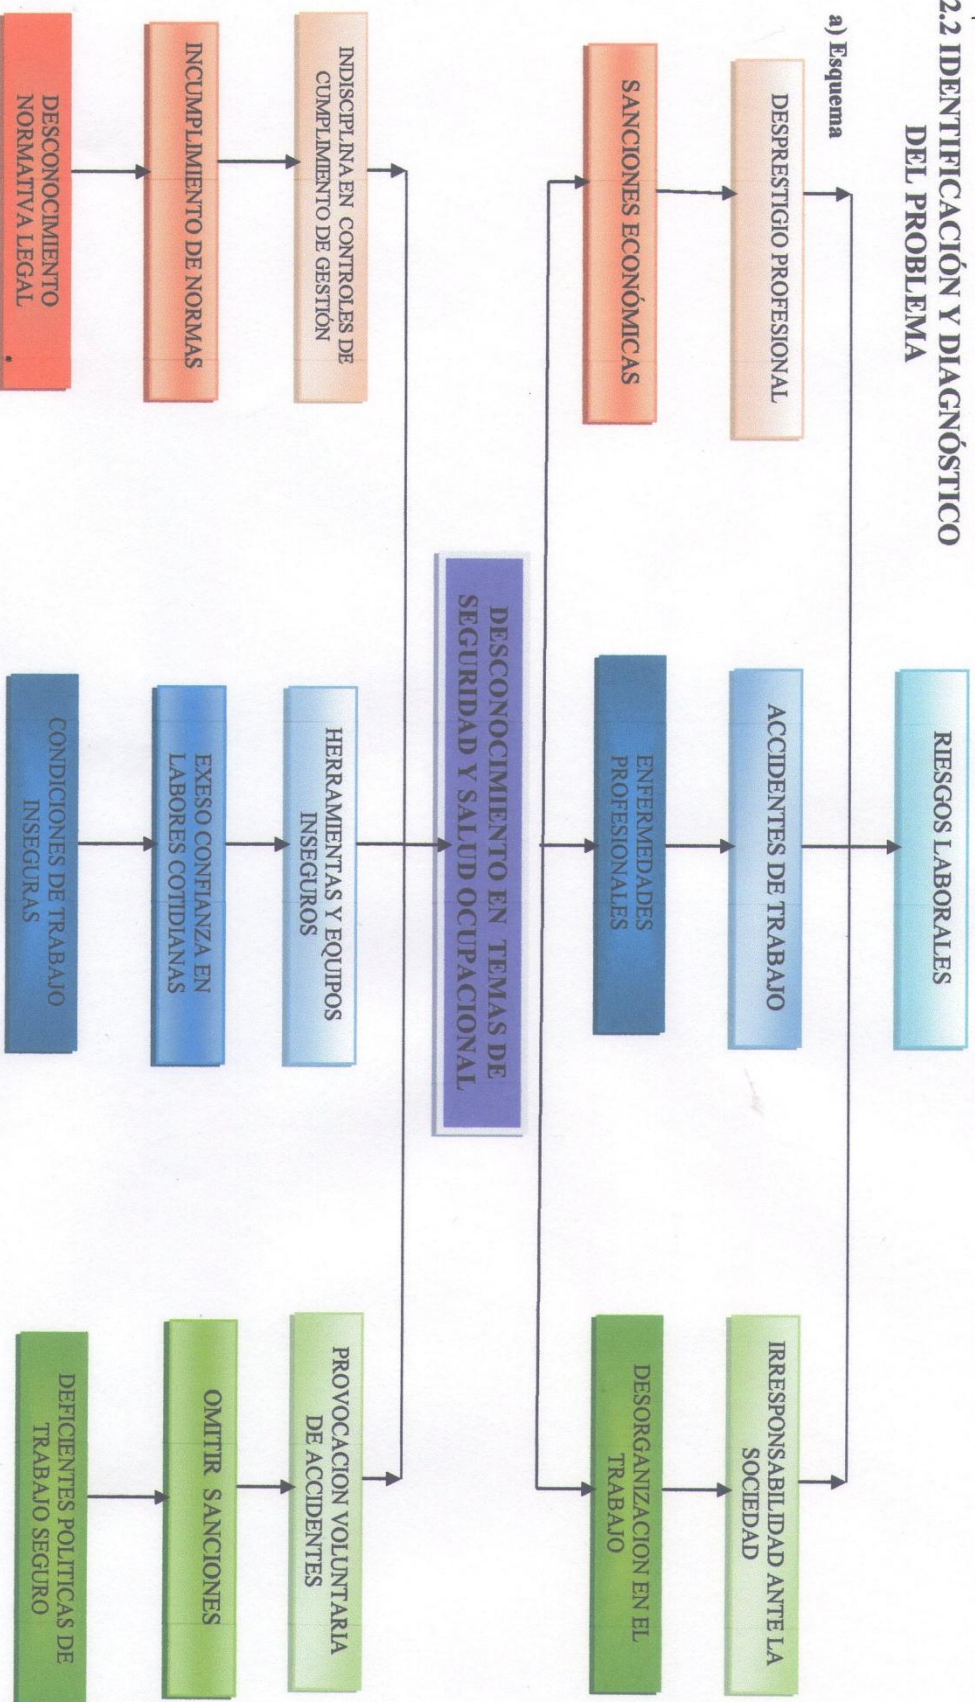 2.2 IDENTIFICACIÓN Y DIAGNÓSTICO
DEL PROBLEMA
a) Esquema
RIESGOS LABORALES
DESPRESTIGIO PROFESIONAL
ACCIDENTES DE TRABAJO
IRRESPONSABILIDAD ANTE LA
SOCIEDAD
SANCIONES ECONÓMICAS
ENFERMEDADES
PROFESIONALES
DESORGANIZACION EN EL
TRABAJO
DESCONOCIMIENTO EN TEMAS DE
SEGURIDAD Y SALUD OCUPACIONAL
INDISCIPLINA EN CONTROLES DE
CUMPLIMIENTO DE GESTIÓN
HERRAMIENTAS Y EQUIPOS
INSEGUROS
PROVOCACION VOLUNTARIA
DE ACCIDENTES
INCUMPLIMIENTO DE NORMAS
EXESO CONFIANZA EN
LABORES COTIDIANAS
OMITIR SANCIONES
DESCONOCIMIENTO
NORMATIVA LEGAL
CONDICIONES DE TRABAJO
INSEGURAS
DEFICIENTES POLITICAS DE
TRABAJO SEGURO